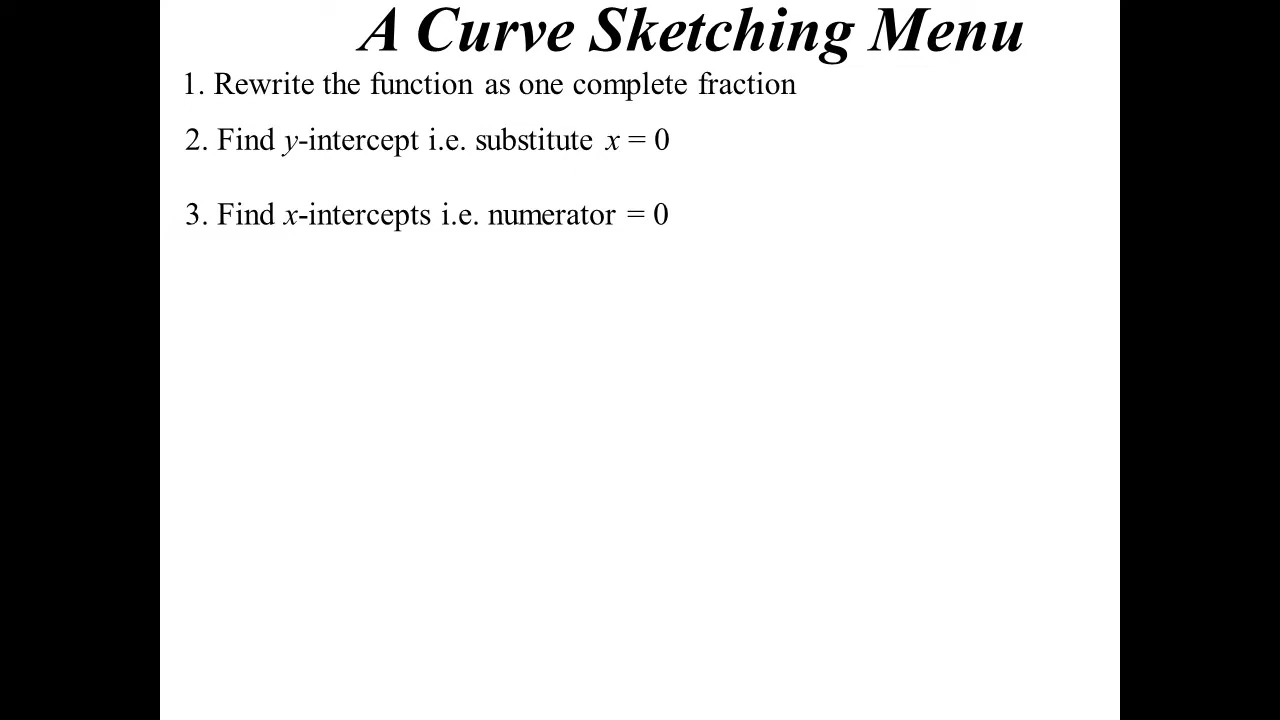 A Curve Sketching Menu
1. Rewrite the function as one complete fraction
2. Find y-intercept i.e. substitute x = 0
3. Find x-intercepts i.e. numerator = 0